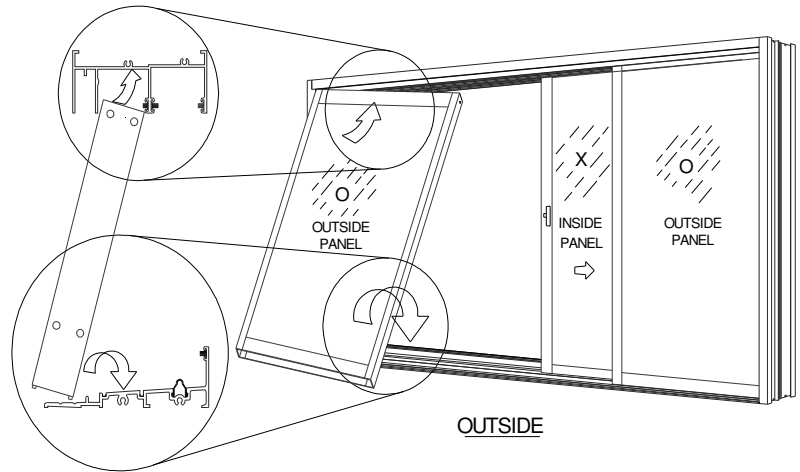 O
OUTSIDE
PANEL
X
INSIDE
PANEL
O
OUTSIDE
PANEL
OUTSIDE